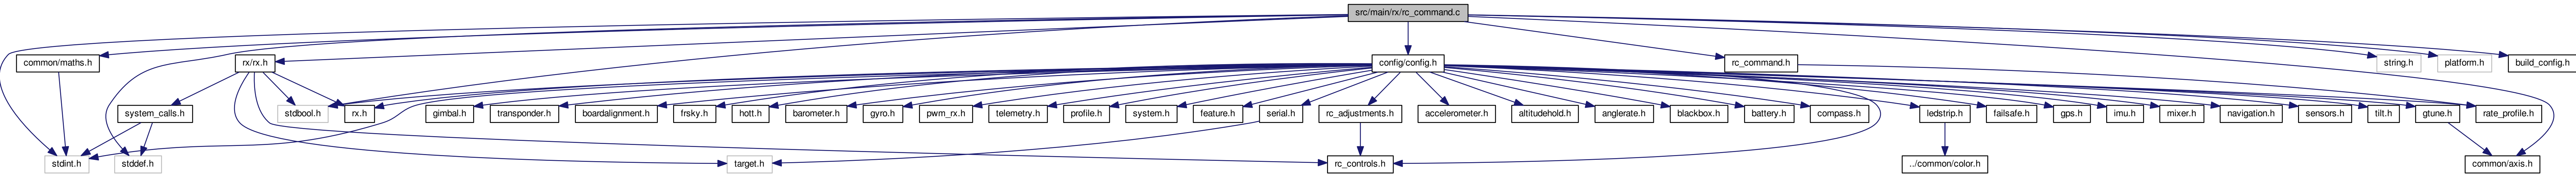 src/main/rx/rc_command.c
common/maths.h
rx/rx.h
config/config.h
rc_command.h
string.h
platform.h
build_config.h
system_calls.h
stdbool.h
rx.h
gimbal.h
transponder.h
boardalignment.h
frsky.h
hott.h
barometer.h
gyro.h
pwm_rx.h
telemetry.h
profile.h
system.h
feature.h
serial.h
rc_adjustments.h
accelerometer.h
altitudehold.h
anglerate.h
blackbox.h
battery.h
compass.h
ledstrip.h
failsafe.h
gps.h
imu.h
mixer.h
navigation.h
sensors.h
tilt.h
gtune.h
rate_profile.h
stdint.h
stddef.h
target.h
rc_controls.h
../common/color.h
common/axis.h